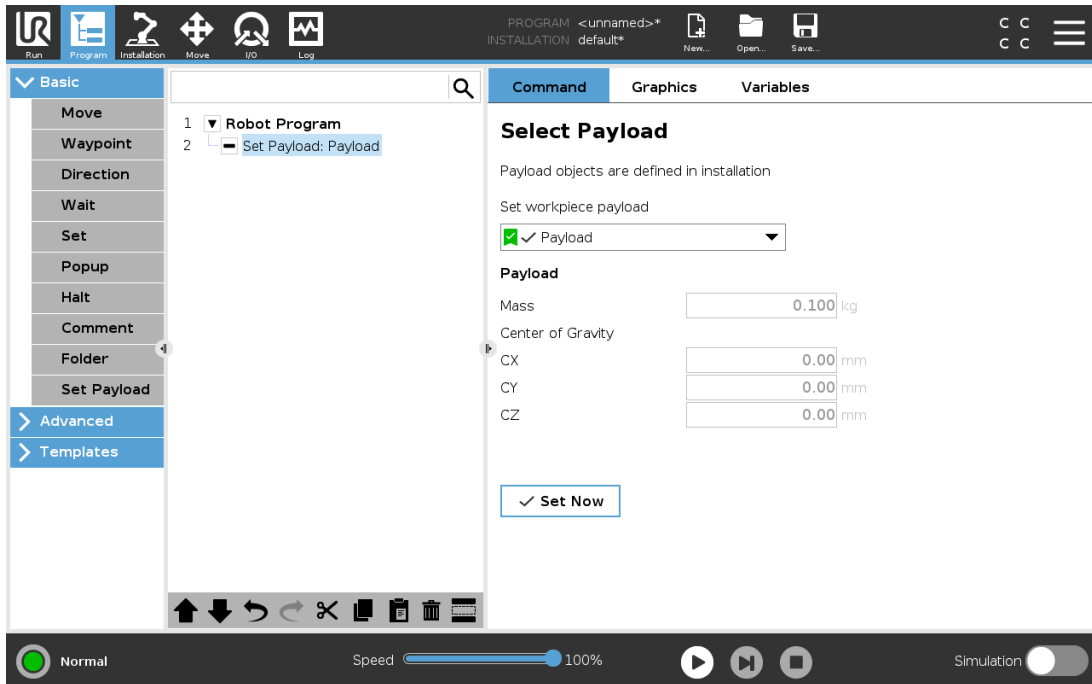 UR
PROGRAM <unnamed>*
INSTALLATION default*
C C
C C
Run Program Installation Move I/O Log New... Open... Save...
Basic
Move
Waypoint
Direction
Wait
Set
Popup
Halt
Comment
Folder
Set Payload
Advanced
Templates
1 Robot Program
2 Set Payload: Payload
Command Graphics Variables
Select Payload
Payload objects are defined in installation
Set workpiece payload
Payload
Payload
Mass 0.100 kg
Center of Gravity
CX 0.00 mm
CY 0.00 mm
CZ 0.00 mm
Set Now
Normal Speed 100% Simulation